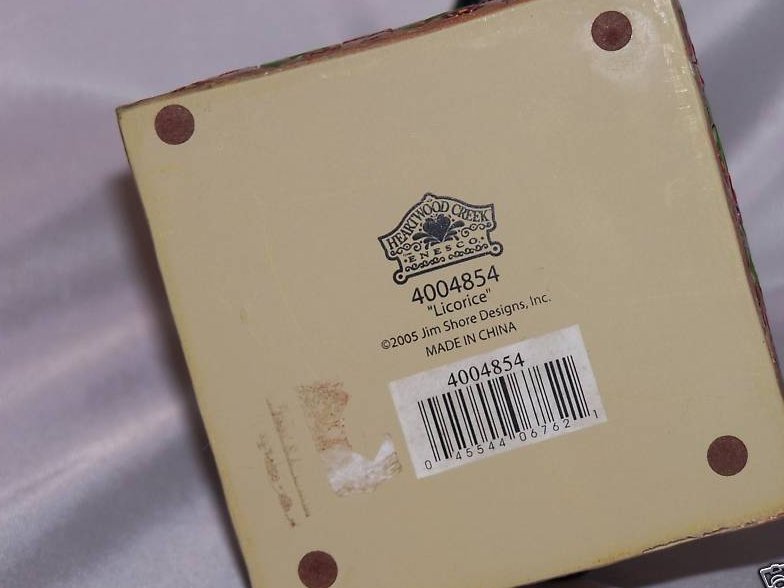 HEARTWOOD CREEK
ENESCO
4004854
"Licorice"
©2005 Jim Shore Designs, Inc.
MADE IN CHINA
4004854
0 45544 06762 1